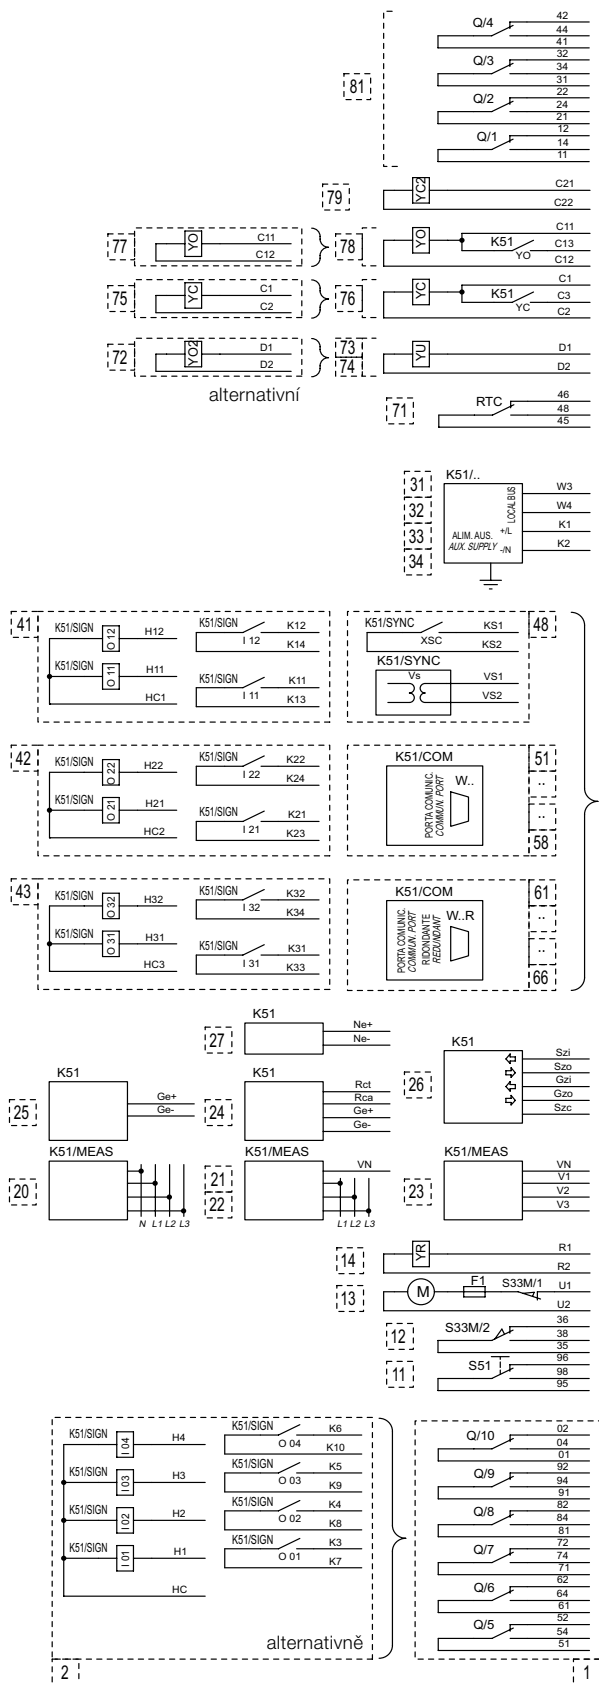 Q/4 42
44
41
Q/3 32
34
31
81
Q/2 22
24
21
Q/1 12
14
11
79 YC2 C21
C22
77 YO C11
C12
78 YO C11
K51 C13
YO C12
75 YC C1
C2
76 YC C1
K51 C3
YC C2
72 YO2 D1
D2
73 YU D1
74 D2
alternativní
71 RTC 46
48
45
K51/..
31 LOCALBUS W3
32 W4
33 ALIM. AUS. +/L K1
34 AUX. SUPPLY -/N K2
41 K51/SIGN O 12 H12
K51/SIGN O 11 H11
HC1
K51/SIGN K12
I 12 K14
K51/SIGN K11
I 11 K13
48 K51/SYNC KS1
XSC KS2
K51/SYNC
Vs VS1
VS2
42 K51/SIGN O 22 H22
K51/SIGN O 21 H21
HC2
K51/SIGN K22
I 22 K24
K51/SIGN K21
I 21 K23
K51/COM 51
PORTA COMUNIC.
COMMUN. PORT
W.. ..
..
58
43 K51/SIGN O 32 H32
K51/SIGN O 31 H31
HC3
K51/SIGN K32
I 32 K34
K51/SIGN K31
I 31 K33
K51/COM 61
PORTA COMUNIC.
COMMUN. PORT
RIDONDANTE
REDUNDANT
W..R ..
..
66
27 K51 Ne+
Ne-
25 K51 Ge+
Ge-
24 K51 Rct
Rca
Ge+
Ge-
26 K51 Szi
Szo
Gzi
Gzo
Szc
20 K51/MEAS
N L1 L2 L3
21 K51/MEAS VN
22
L1 L2 L3
23 K51/MEAS VN
V1
V2
V3
14 YR R1
R2
13 M F1 S33M/1 U1
U2
12 S33M/2 36
38
35
11 S51 96
98
95
K51/SIGN I 04 H4
K51/SIGN I 03 H3
K51/SIGN I 02 H2
K51/SIGN I 01 H1
HC
K51/SIGN K6
O 04 K10
K51/SIGN K5
O 03 K9
K51/SIGN K4
O 02 K8
K51/SIGN K3
O 01 K7
alternativně
2
Q/10 02
04
01
Q/9 92
94
91
Q/8 82
84
81
Q/7 72
74
71
Q/6 62
64
61
Q/5 52
54
51
1